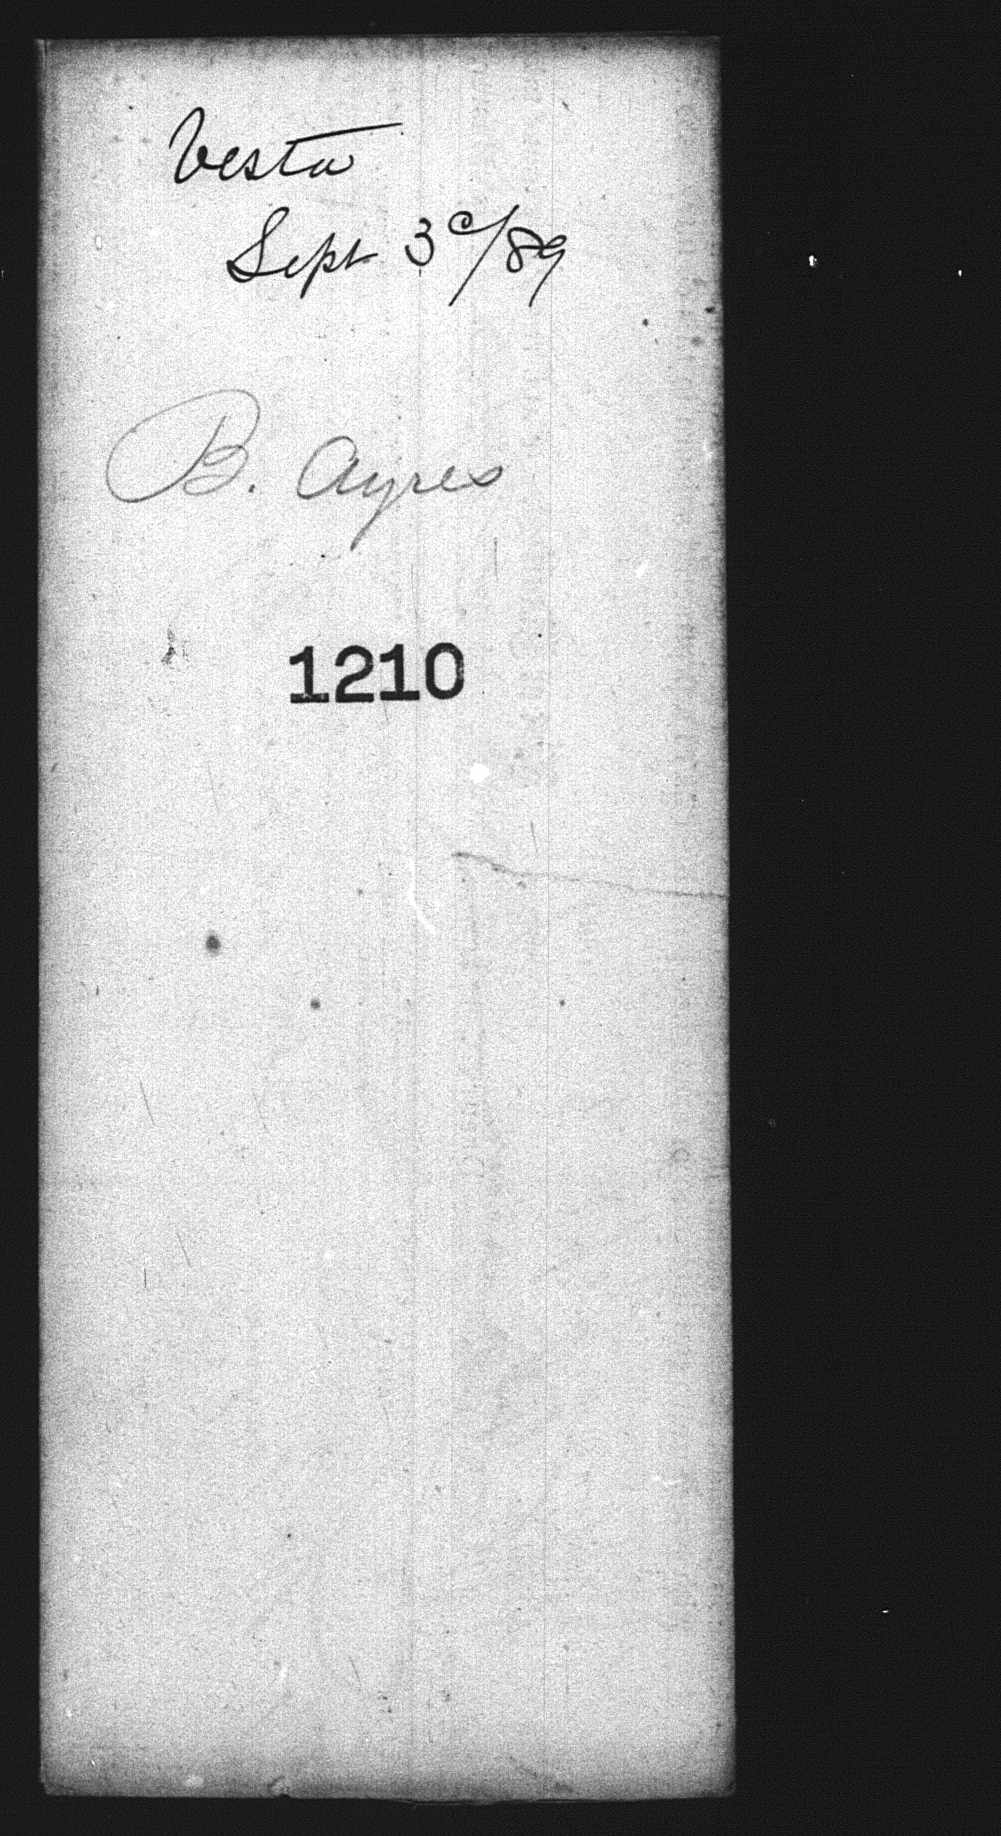 Vesta
Sept 30/89
B. Ayres
1210